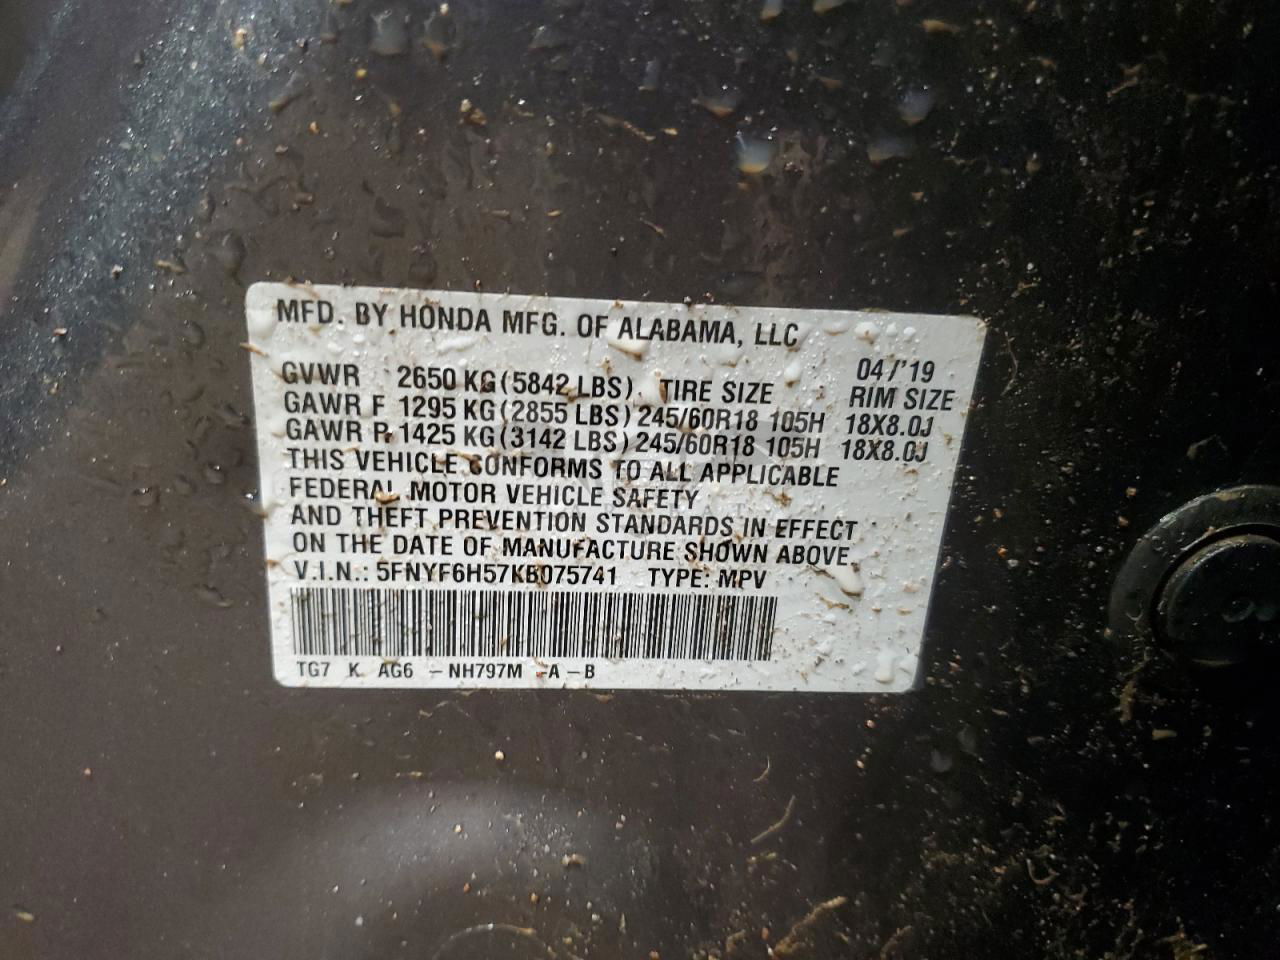 MFD. BY HONDA MFG. OF ALABAMA, LLC
04/'19
GVWR 2650 KG (5842 LBS) TIRE SIZE RIM SIZE
GAWR F 1295 KG (2855 LBS) 245/60R18 105H 18X8.0J
GAWR R 1425 KG (3142 LBS) 245/60R18 105H 18X8.0J
THIS VEHICLE CONFORMS TO ALL APPLICABLE
FEDERAL MOTOR VEHICLE SAFETY
AND THEFT PREVENTION STANDARDS IN EFFECT
ON THE DATE OF MANUFACTURE SHOWN ABOVE.
V.I.N.: 5FNYF6H57KB075741 TYPE: MPV
TG7 K AG6 -NH797M -A -B